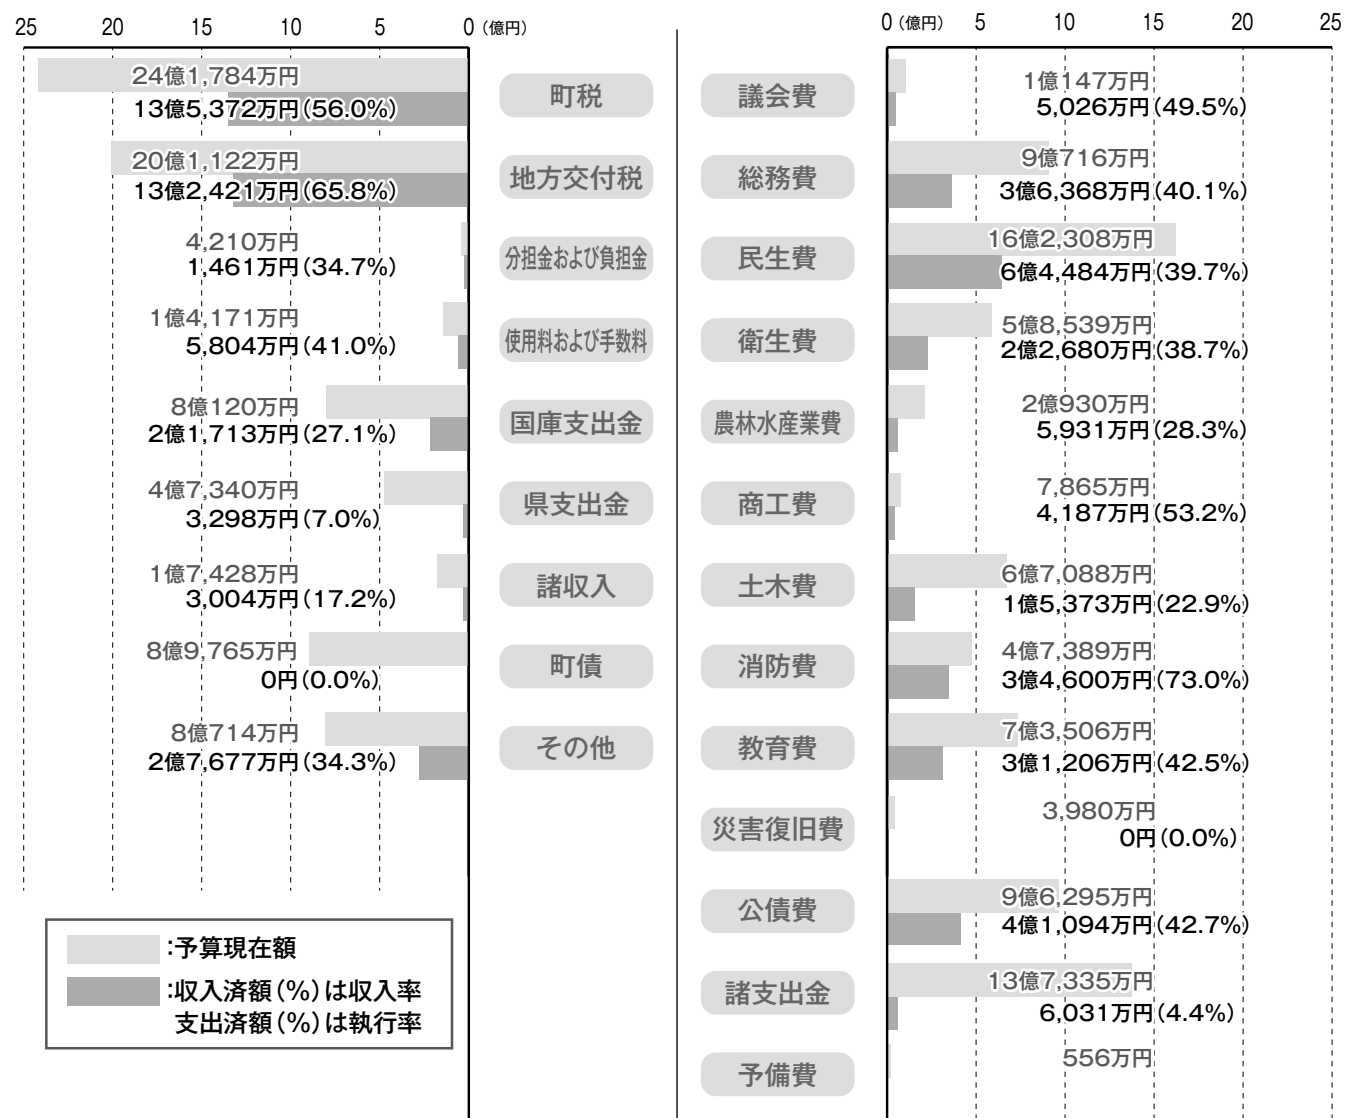 25 20 15 10 5 0 (億円)
24億1,784万円
13億5,372万円(56.0%)
町税
20億1,122万円
13億2,421万円(65.8%)
地方交付税
4,210万円
1,461万円(34.7%)
分担金および負担金
1億4,171万円
5,804万円(41.0%)
使用料および手数料
8億120万円
2億1,713万円(27.1%)
国庫支出金
4億7,340万円
3,298万円(7.0%)
県支出金
1億7,428万円
3,004万円(17.2%)
諸収入
8億9,765万円
0円(0.0%)
町債
8億714万円
2億7,677万円(34.3%)
その他
:予算現在額
:収入済額(%)は収入率
支出済額(%)は執行率
0 (億円) 5 10 15 20 25
議会費
1億147万円
5,026万円(49.5%)
総務費
9億716万円
3億6,368万円(40.1%)
民生費
16億2,308万円
6億4,484万円(39.7%)
衛生費
5億8,539万円
2億2,680万円(38.7%)
農林水産業費
2億930万円
5,931万円(28.3%)
商工費
7,865万円
4,187万円(53.2%)
土木費
6億7,088万円
1億5,373万円(22.9%)
消防費
4億7,389万円
3億4,600万円(73.0%)
教育費
7億3,506万円
3億1,206万円(42.5%)
災害復旧費
3,980万円
0円(0.0%)
公債費
9億6,295万円
4億1,094万円(42.7%)
諸支出金
13億7,335万円
6,031万円(4.4%)
予備費
556万円